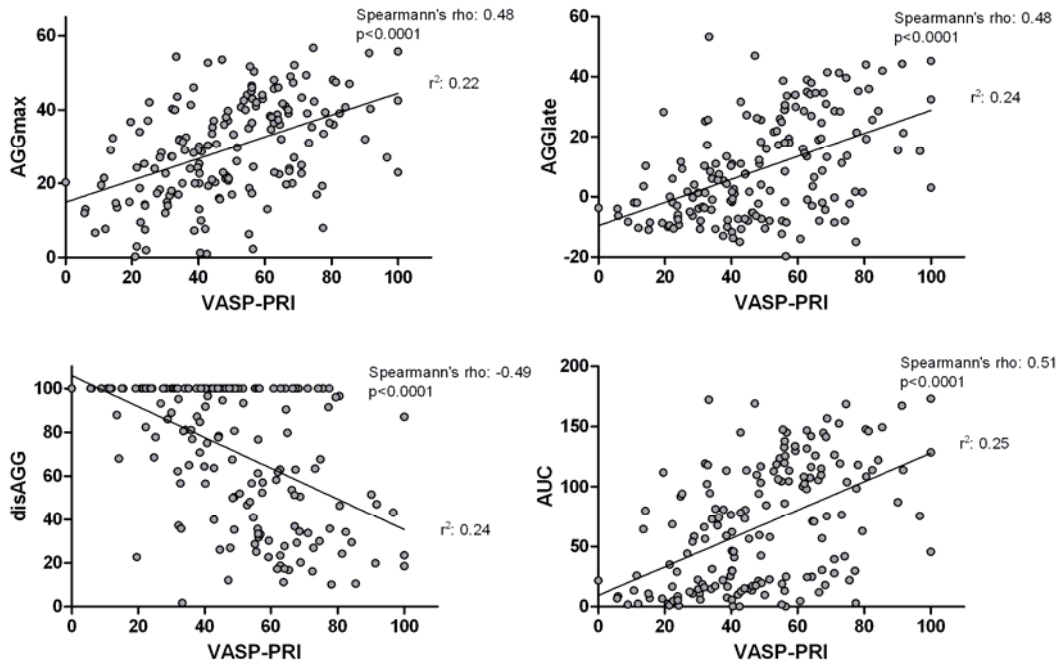 Spearmann's rho: 0.48
p<0.0001
r²: 0.22
AGGmax
60
40
20
0
0 20 40 60 80 100
VASP-PRI
Spearmann's rho: 0.48
p<0.0001
r²: 0.24
AGGlate
60
40
20
0
-20
0 20 40 60 80 100
VASP-PRI
Spearmann's rho: -0.49
p<0.0001
r²: 0.24
disAGG
100
80
60
40
20
0
0 20 40 60 80 100
VASP-PRI
Spearmann's rho: 0.51
p<0.0001
r²: 0.25
AUC
200
150
100
50
0
0 20 40 60 80 100
VASP-PRI